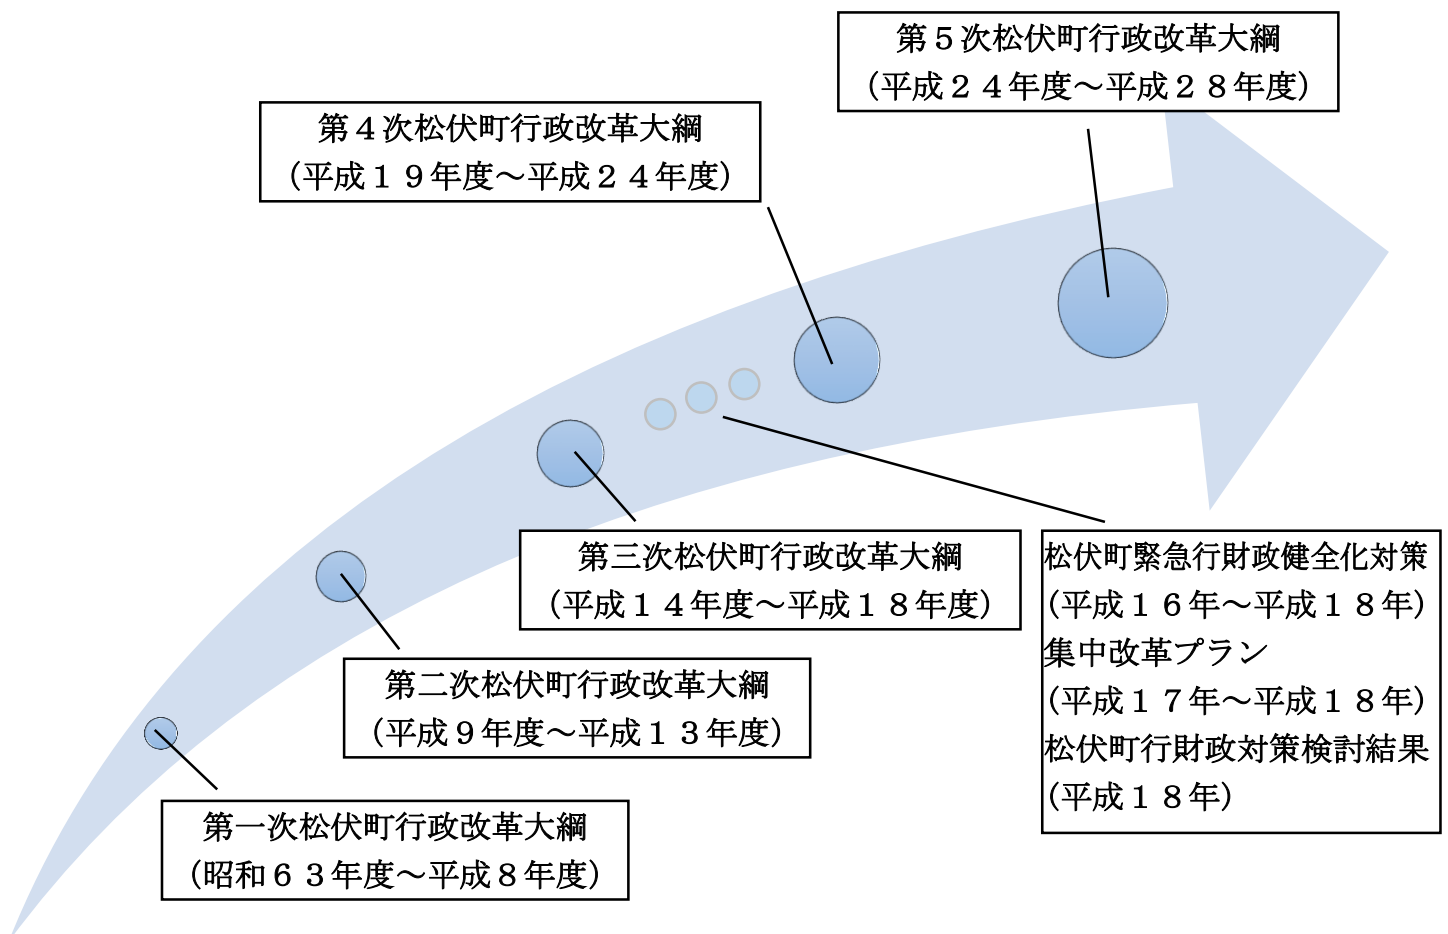 第５次松伏町行政改革大綱
（平成２４年度～平成２８年度）
第４次松伏町行政改革大綱
（平成１９年度～平成２４年度）
第三次松伏町行政改革大綱
（平成１４年度～平成１８年度）
松伏町緊急行財政健全化対策
（平成１６年～平成１８年）
集中改革プラン
（平成１７年～平成１８年）
松伏町行財政対策検討結果
（平成１８年）
第二次松伏町行政改革大綱
（平成９年度～平成１３年度）
第一次松伏町行政改革大綱
（昭和６３年度～平成８年度）